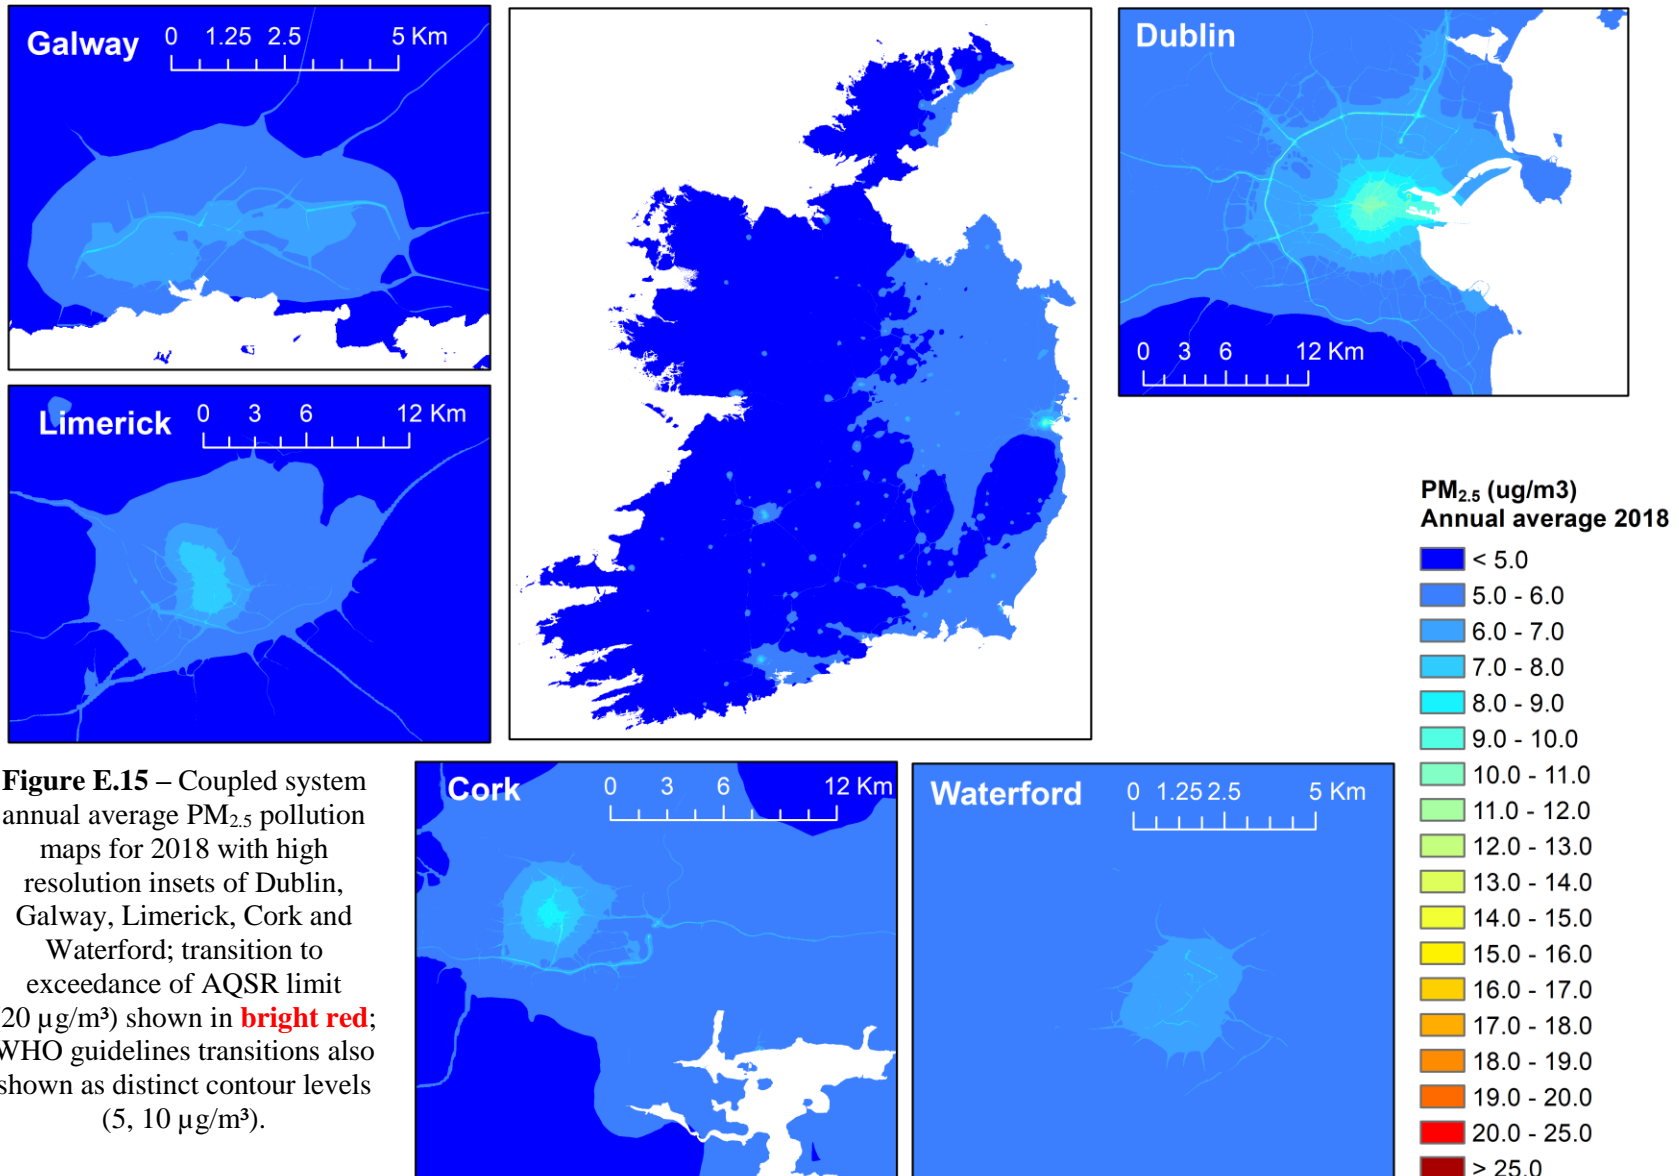 Galway
0 1.25 2.5 5 Km
Dublin
0 3 6 12 Km
Limerick
0 3 6 12 Km
PM2.5 (ug/m3)
Annual average 2018
< 5.0
5.0 - 6.0
6.0 - 7.0
7.0 - 8.0
8.0 - 9.0
9.0 - 10.0
10.0 - 11.0
11.0 - 12.0
12.0 - 13.0
13.0 - 14.0
14.0 - 15.0
15.0 - 16.0
16.0 - 17.0
17.0 - 18.0
18.0 - 19.0
19.0 - 20.0
20.0 - 25.0
> 25.0
Figure E.15 – Coupled system
annual average PM2.5 pollution
maps for 2018 with high
resolution insets of Dublin,
Galway, Limerick, Cork and
Waterford; transition to
exceedance of AQSR limit
20 µg/m³) shown in bright red;
WHO guidelines transitions also
shown as distinct contour levels
(5, 10 µg/m³).
Cork
0 3 6 12 Km
Waterford
0 1.25 2.5 5 Km